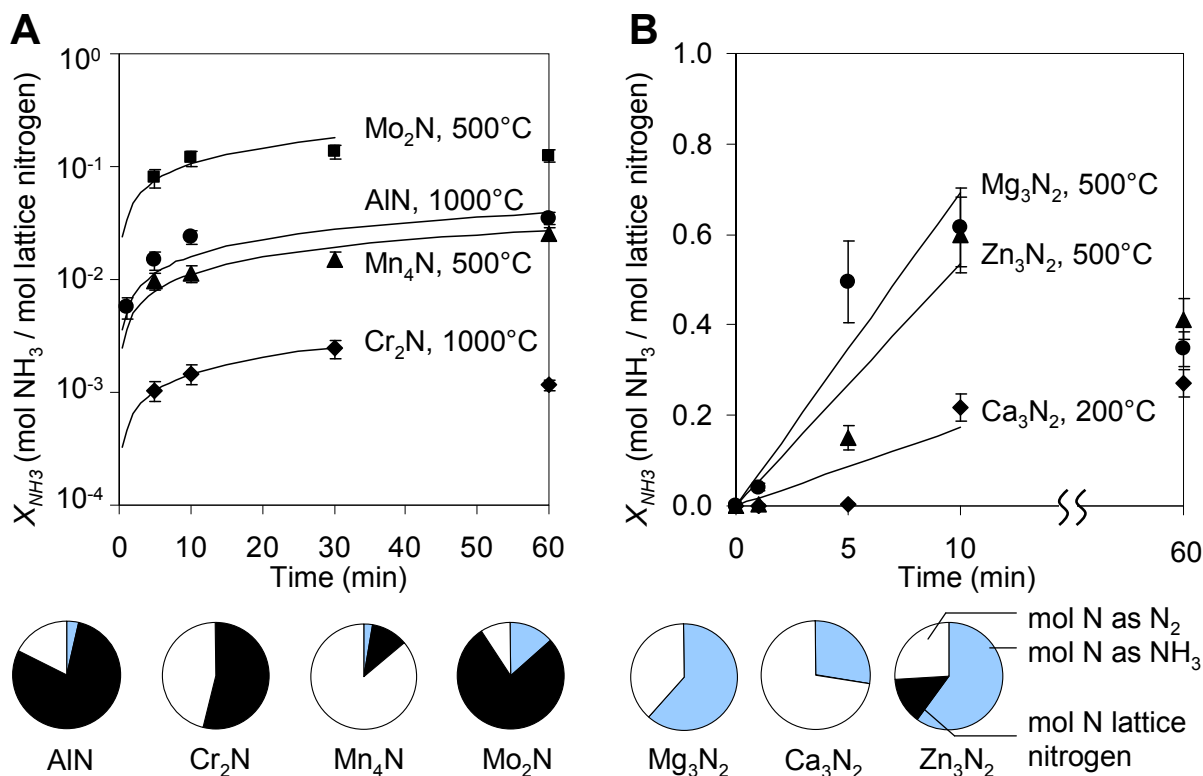 A
X_NH3 (mol NH₃ / mol lattice nitrogen)
10⁰
10⁻¹
10⁻²
10⁻³
10⁻⁴
Mo₂N, 500°C
AlN, 1000°C
Mn₄N, 500°C
Cr₂N, 1000°C
0 10 20 30 40 50 60
Time (min)
B
X_NH3 (mol NH₃ / mol lattice nitrogen)
1.0
0.8
0.6
0.4
0.2
0.0
Mg₃N₂, 500°C
Zn₃N₂, 500°C
Ca₃N₂, 200°C
0 5 10 60
Time (min)
AlN
Cr₂N
Mn₄N
Mo₂N
Mg₃N₂
Ca₃N₂
Zn₃N₂
mol N as N₂
mol N as NH₃
mol N lattice
nitrogen